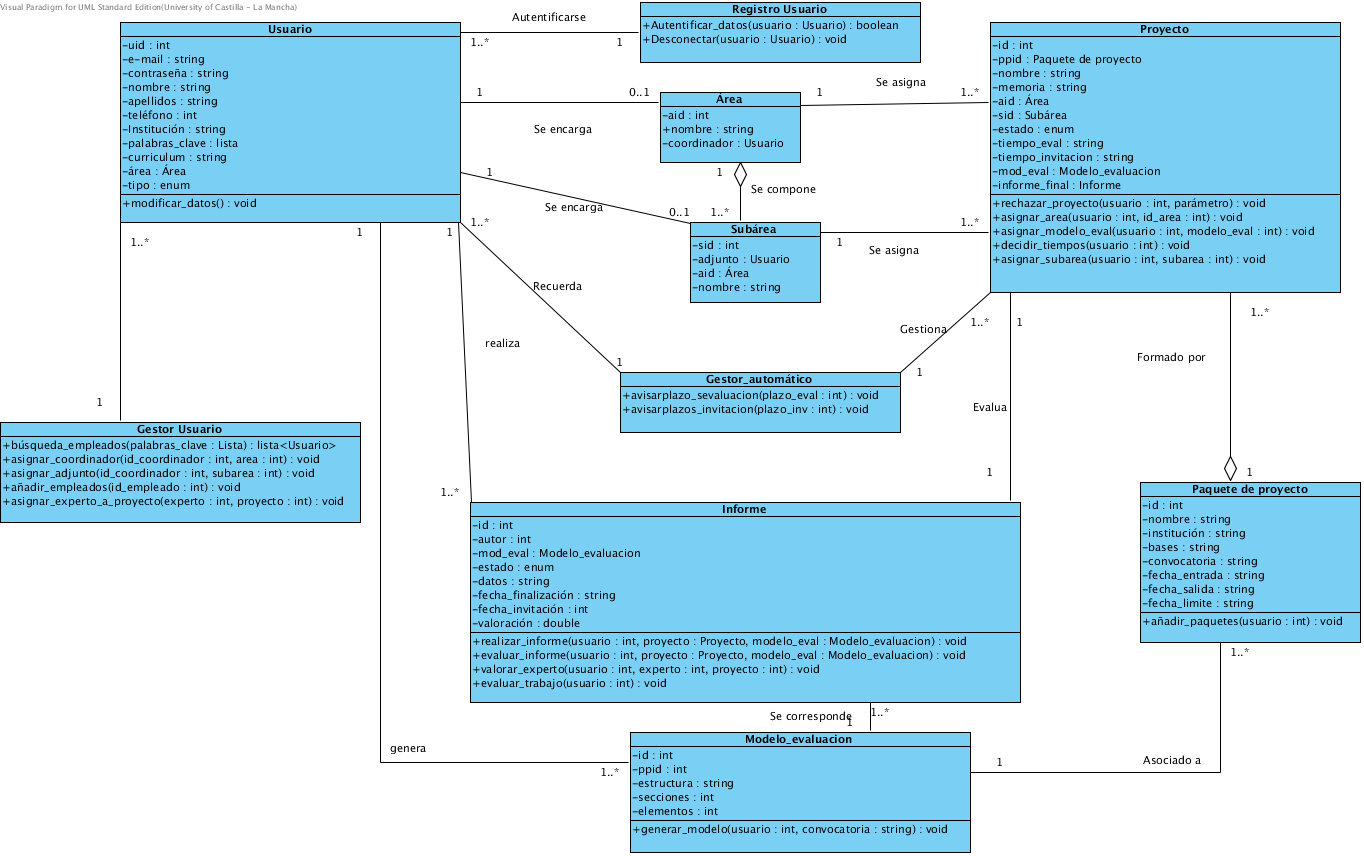 Visual Paradigm for UML Standard Edition(University of Castilla - La Mancha)
Usuario
-uid : int
-e-mail : string
-contraseña : string
-nombre : string
-apellidos : string
-teléfono : int
-Institución : string
-palabras_clave : lista
-curriculum : string
-área : Área
-tipo : enum
+modificar_datos() : void
Autentificarse
1..*
1
Registro Usuario
+Autentificar_datos(usuario : Usuario) : boolean
+Desconectar(usuario : Usuario) : void
1
0..1
Se encarga
Área
-aid : int
+nombre : string
-coordinador : Usuario
1
Se asigna
1..*
Proyecto
-id : int
-ppid : Paquete de proyecto
-nombre : string
-memoria : string
-aid : Área
-sid : Subárea
-estado : enum
-tiempo_eval : string
-tiempo_invitacion : string
-mod_eval : Modelo_evaluacion
-informe_final : Informe
+rechazar_proyecto(usuario : int, parámetro) : void
+asignar_area(usuario : int, id_area : int) : void
+asignar_modelo_eval(usuario : int, modelo_eval : int) : void
+decidir_tiempos(usuario : int) : void
+asignar_subarea(usuario : int, subarea : int) : void
1
Se encarga
0..1
1
Se compone
1..*
Subárea
-sid : int
-adjunto : Usuario
-aid : Área
-nombre : string
1
Se asigna
1..*
1..*
1
1
1..*
Recuerda
1
realiza
1..*
Gestiona
1..*
1
1
Evalua
1
1..*
Formado por
1
Gestor_automático
+avisarplazo_sevaluacion(plazo_eval : int) : void
+avisarplazos_invitacion(plazo_inv : int) : void
1
Gestor Usuario
+búsqueda_empleados(palabras_clave : Lista) : lista<Usuario>
+asignar_coordinador(id_coordinador : int, area : int) : void
+asignar_adjunto(id_coordinador : int, subarea : int) : void
+añadir_empleados(id_empleado : int) : void
+asignar_experto_a_proyecto(experto : int, proyecto : int) : void
Informe
-id : int
-autor : int
-mod_eval : Modelo_evaluacion
-estado : enum
-datos : string
-fecha_finalización : string
-fecha_invitación : int
-valoración : double
+realizar_informe(usuario : int, proyecto : Proyecto, modelo_eval : Modelo_evaluacion) : void
+evaluar_informe(usuario : int, proyecto : Proyecto, modelo_eval : Modelo_evaluacion) : void
+valorar_experto(usuario : int, experto : int, proyecto : int) : void
+evaluar_trabajo(usuario : int) : void
Paquete de proyecto
-id : int
-nombre : string
-institución : string
-bases : string
-convocatoria : string
-fecha_entrada : string
-fecha_salida : string
-fecha_limite : string
+añadir_paquetes(usuario : int) : void
1..*
Se corresponde
1..*
1
genera
1..*
Modelo_evaluacion
-id : int
-ppid : int
-estructura : string
-secciones : int
-elementos : int
+generar_modelo(usuario : int, convocatoria : string) : void
1
Asociado a